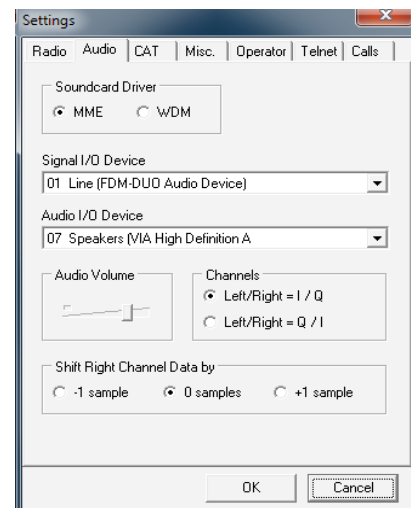 Settings
Radio Audio CAT Misc. Operator Telnet Calls
Soundcard Driver
MME WDM
Signal I/O Device
01 Line (FDM-DUO Audio Device)
Audio I/O Device
07 Speakers (VIA High Definition A
Audio Volume
Channels
Left/Right = I / Q
Left/Right = Q / I
Shift Right Channel Data by
-1 sample 0 samples +1 sample
OK Cancel